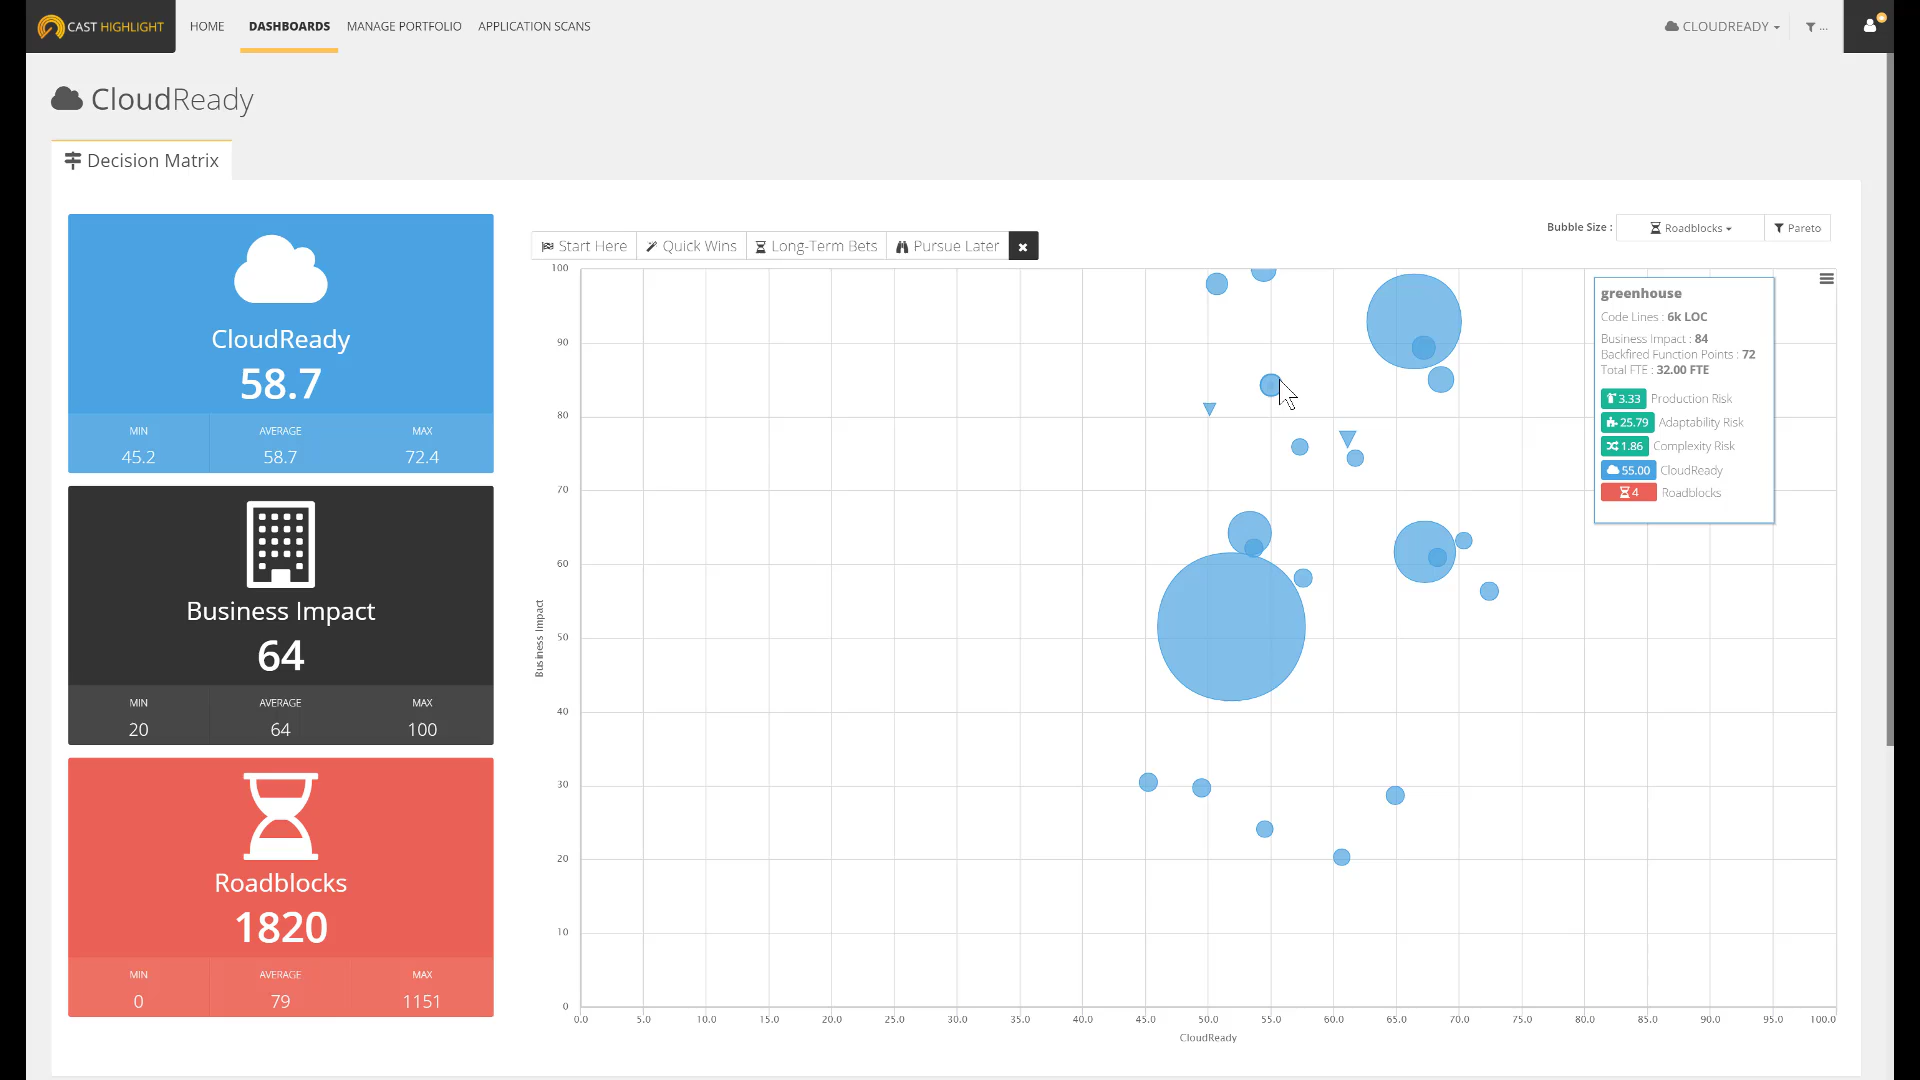 CAST HIGHLIGHT
HOME DASHBOARDS MANAGE PORTFOLIO APPLICATION SCANS
CLOUDREADY
...
CloudReady
Decision Matrix
CloudReady
58.7
MIN AVERAGE MAX
45.2 58.7 72.4
Business Impact
64
MIN AVERAGE MAX
20 64 100
Roadblocks
1820
MIN AVERAGE MAX
0 79 1151
Start Here Quick Wins Long-Term Bets Pursue Later
Bubble Size : Roadblocks Pareto
100
90
80
70
60
50
40
30
20
10
0
Business Impact
0.0 5.0 10.0 15.0 20.0 25.0 30.0 35.0 40.0 45.0 50.0 55.0 60.0 65.0 70.0 75.0 80.0 85.0 90.0 95.0 100.0
CloudReady
greenhouse
Code Lines : 6k LOC
Business Impact : 84
Backfired Function Points : 72
Total FTE : 32.00 FTE
3.33 Production Risk
25.79 Adaptability Risk
1.86 Complexity Risk
55.00 CloudReady
4 Roadblocks